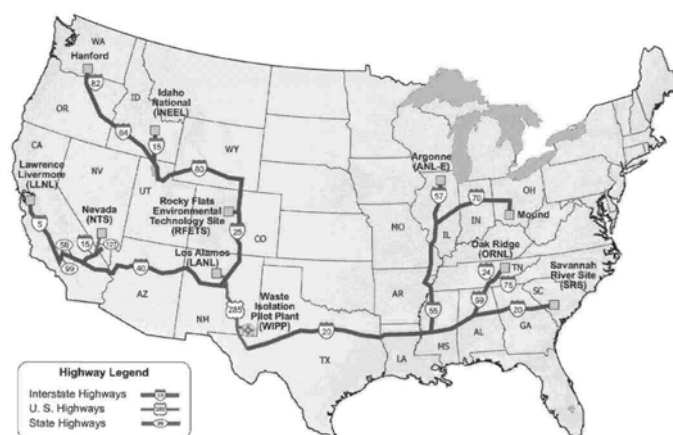 WA
Hanford
82
OR
ID
Idaho
National
(INEEL)
15
84
WY
80
CA
Lawrence
Livermore
(LLNL)
NV
UT
Nevada
(NTS)
Rocky Flats
Environmental
Technology Site
(RFETS)
25
CO
5
58
15
127
99
Los Alamos
(LANL)
40
AZ
NM
285
Waste
Isolation
Pilot Plant
(WIPP)
20
TX
Argonne
(ANL-E)
57
MO
IL
70
IN
OH
Mound
Oak Ridge
(ORNL)
24
TN
75
Savannah
River Site
(SRS)
SC
AR
55
59
20
LA
MS
AL
GA
Highway Legend
Interstate Highways
U. S. Highways
State Highways